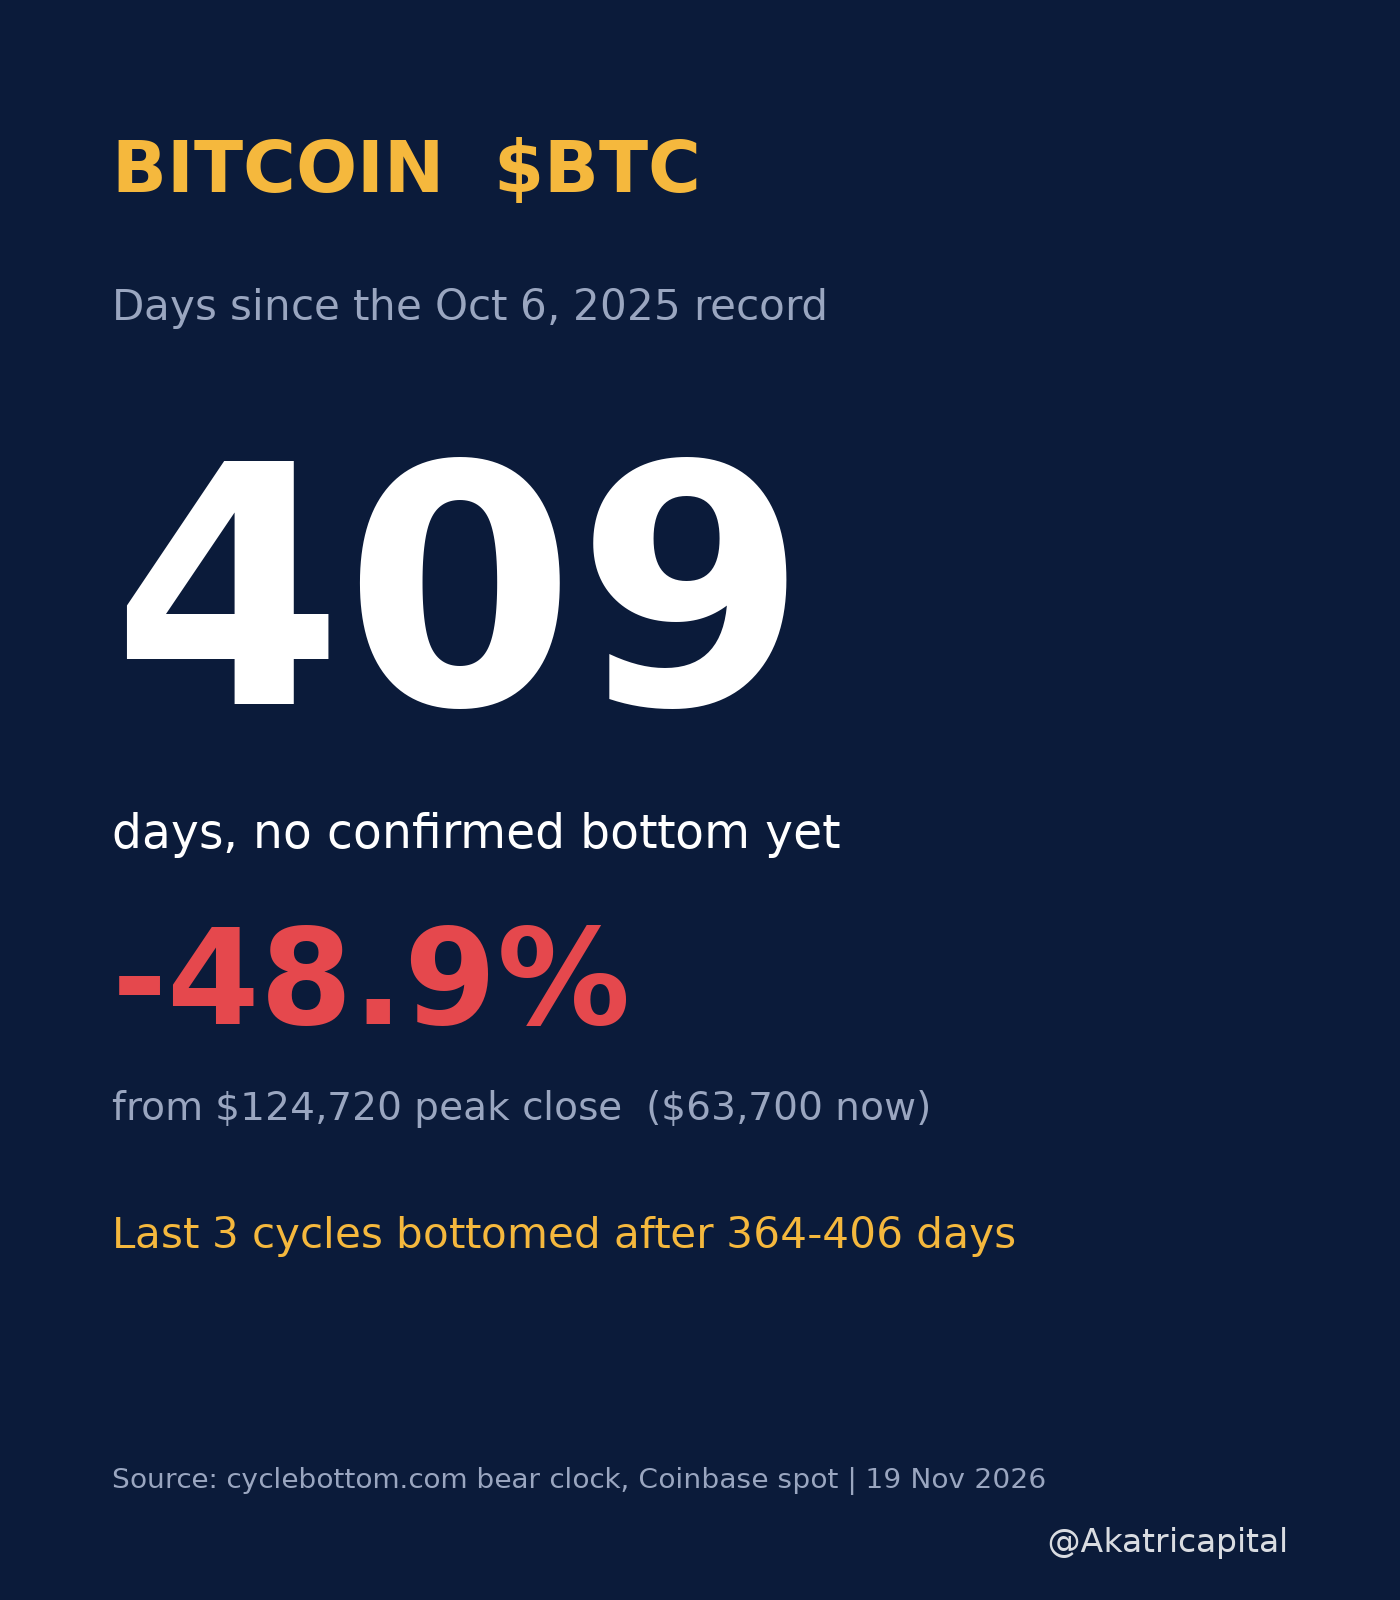 BITCOIN $BTC
Days since the Oct 6, 2025 record
409
days, no confirmed bottom yet
-48.9%
from $124,720 peak close ($63,700 now)
Last 3 cycles bottomed after 364-406 days
Source: cyclebottom.com bear clock, Coinbase spot | 19 Nov 2026
@Akatricapital